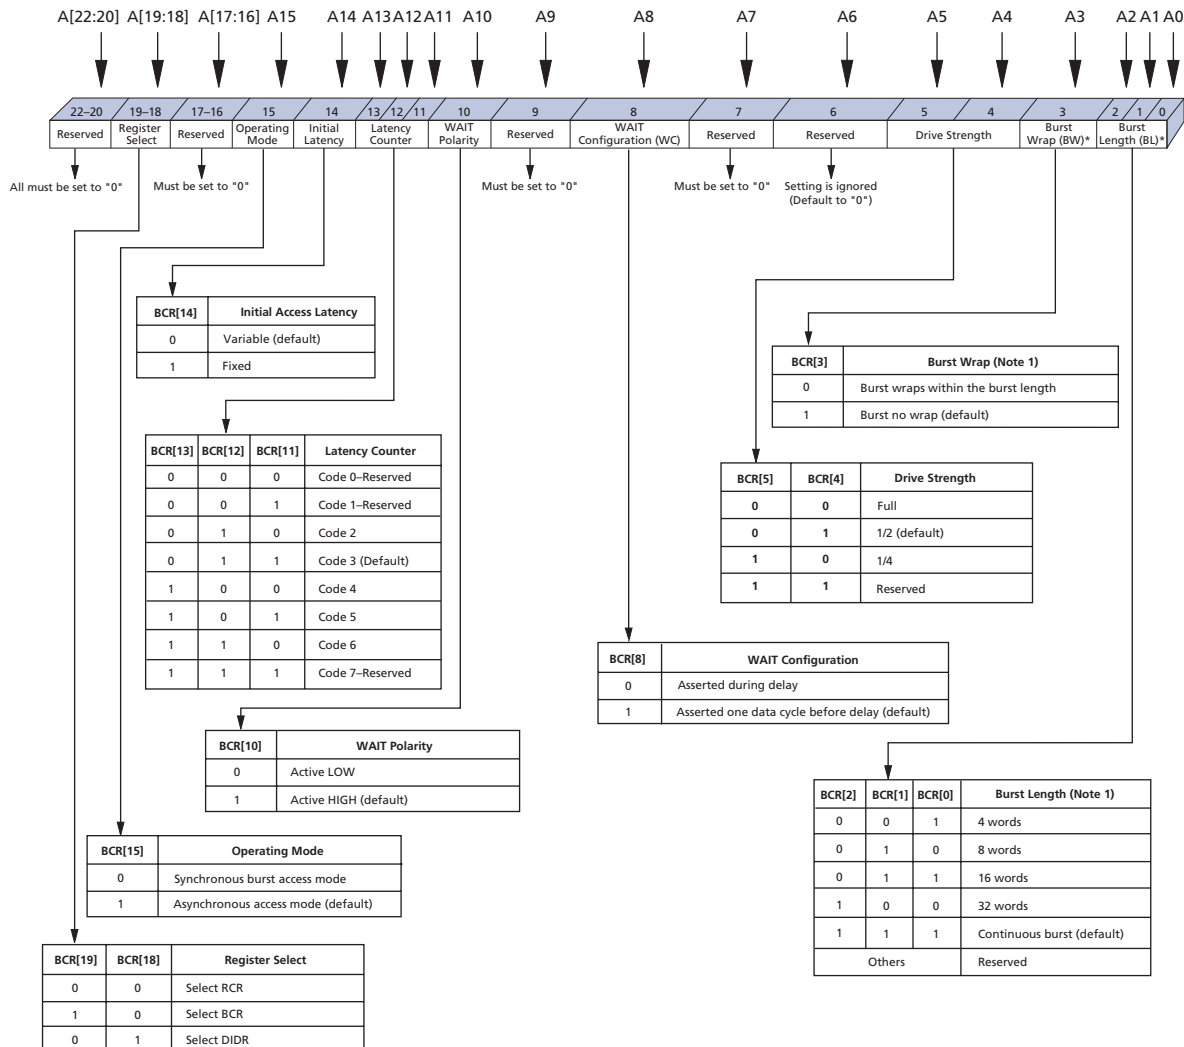 A[22:20] A[19:18] A[17:16] A15 A14 A13 A12 A11 A10 A9 A8 A7 A6 A5 A4 A3 A2 A1 A0
22–20 19–18 17–16 15 14 13 12 11 10 9 8 7 6 5 4 3 2 1 0
Reserved
Register
Select
Reserved
Operating
Mode
Initial
Latency
Latency
Counter
WAIT
Polarity
Reserved
WAIT
Configuration (WC)
Reserved
Reserved
Drive Strength
Burst
Wrap (BW)*
Burst
Length (BL)*
All must be set to "0"
Must be set to "0"
Must be set to "0"
Must be set to "0"
Setting is ignored
(Default to "0")
BCR[14] Initial Access Latency
0 Variable (default)
1 Fixed
BCR[3] Burst Wrap (Note 1)
0 Burst wraps within the burst length
1 Burst no wrap (default)
BCR[13] BCR[12] BCR[11] Latency Counter
0 0 0 Code 0–Reserved
0 0 1 Code 1–Reserved
0 1 0 Code 2
0 1 1 Code 3 (Default)
1 0 0 Code 4
1 0 1 Code 5
1 1 0 Code 6
1 1 1 Code 7–Reserved
BCR[5] BCR[4] Drive Strength
0 0 Full
0 1 1/2 (default)
1 0 1/4
1 1 Reserved
BCR[8] WAIT Configuration
0 Asserted during delay
1 Asserted one data cycle before delay (default)
BCR[10] WAIT Polarity
0 Active LOW
1 Active HIGH (default)
BCR[2] BCR[1] BCR[0] Burst Length (Note 1)
0 0 1 4 words
0 1 0 8 words
0 1 1 16 words
1 0 0 32 words
1 1 1 Continuous burst (default)
Others Reserved
BCR[15] Operating Mode
0 Synchronous burst access mode
1 Asynchronous access mode (default)
BCR[19] BCR[18] Register Select
0 0 Select RCR
1 0 Select BCR
0 1 Select DIDR